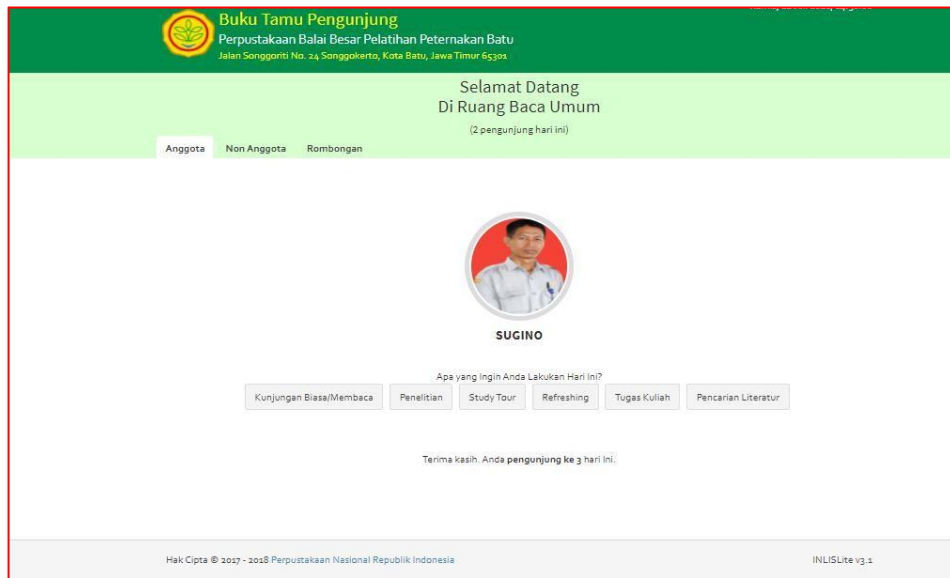 Buku Tamu Pengunjung
Perpustakaan Balai Besar Pelatihan Peternakan Batu
Jalan Songgoriti No. 24 Songgokerto, Kota Batu, Jawa Timur 65301
Selamat Datang
Di Ruang Baca Umum
(2 pengunjung hari ini)
Anggota Non Anggota Rombongan
SUGINO
Apa yang Ingin Anda Lakukan Hari Ini?
Kunjungan Biasa/Membaca Penelitian Study Tour Refreshing Tugas Kuliah Pencarian Literatur
Terima kasih. Anda pengunjung ke 3 hari Ini.
Hak Cipta © 2017 - 2018 Perpustakaan Nasional Republik Indonesia INLISLite v3.1